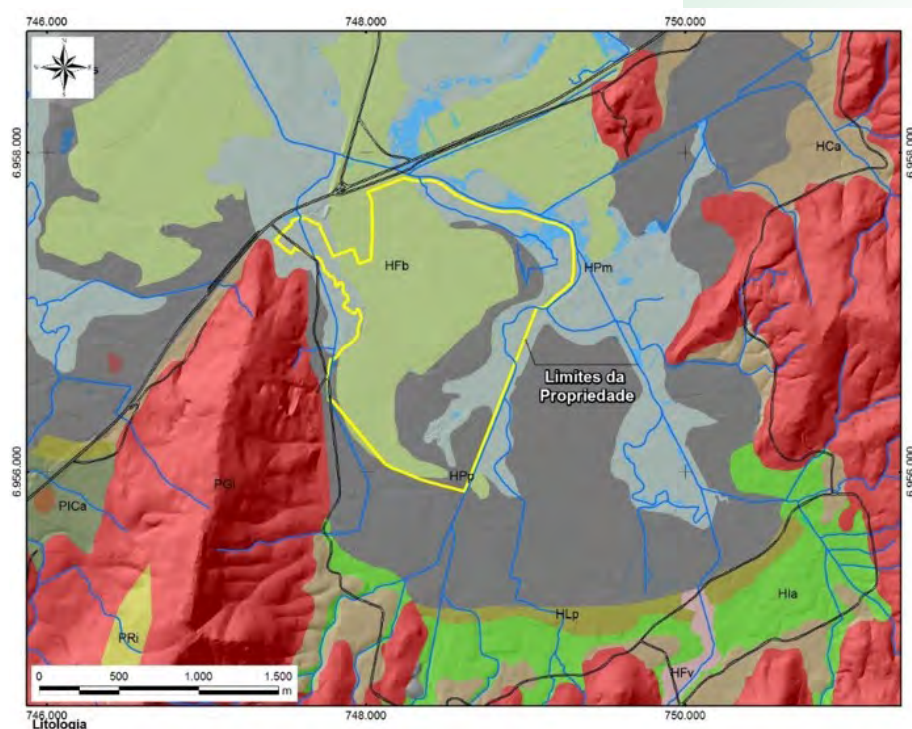 746.000 748.000 750.000
6.958.000
6.958.000
HCa
HFb
HPm
Limites da
Propriedade
6.956.000
6.956.000
HPp
PGi
PICa
HIa
HLp
PRi
HFv
0 500 1.000 1.500
m
746.000 748.000 750.000
Litologia